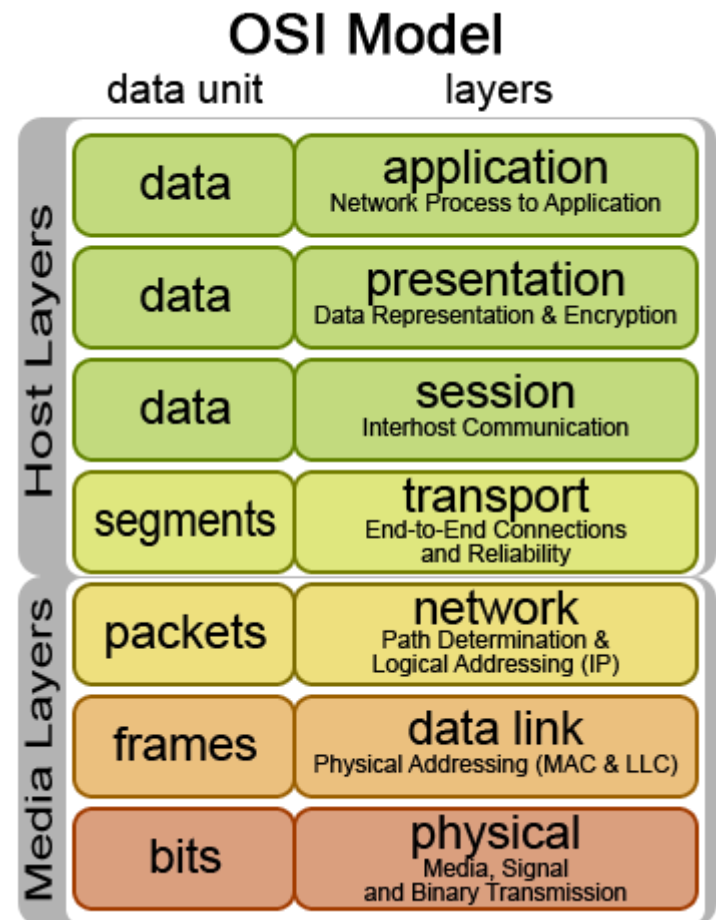 OSI Model
data unit layers
Host Layers
data application
Network Process to Application
data presentation
Data Representation & Encryption
data session
Interhost Communication
segments transport
End-to-End Connections
and Reliability
Media Layers
packets network
Path Determination &
Logical Addressing (IP)
frames data link
Physical Addressing (MAC & LLC)
bits physical
Media, Signal
and Binary Transmission